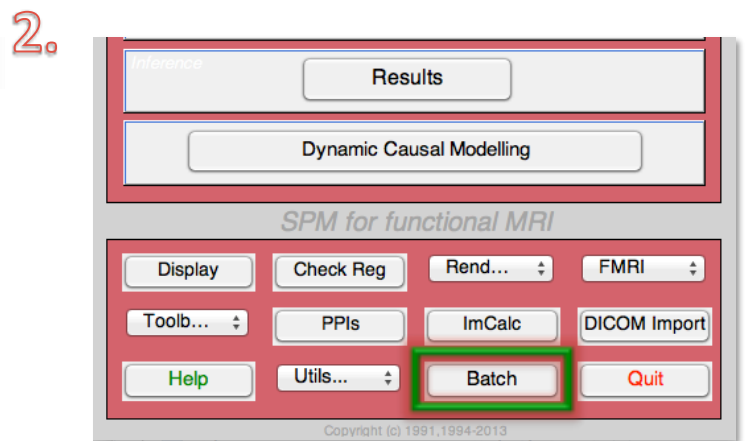 2.
Inference
Results
Dynamic Causal Modelling
SPM for functional MRI
Display Check Reg Rend... FMRI
Toolb... PPIs ImCalc DICOM Import
Help Utils... Batch Quit
Copyright (c) 1991,1994-2013